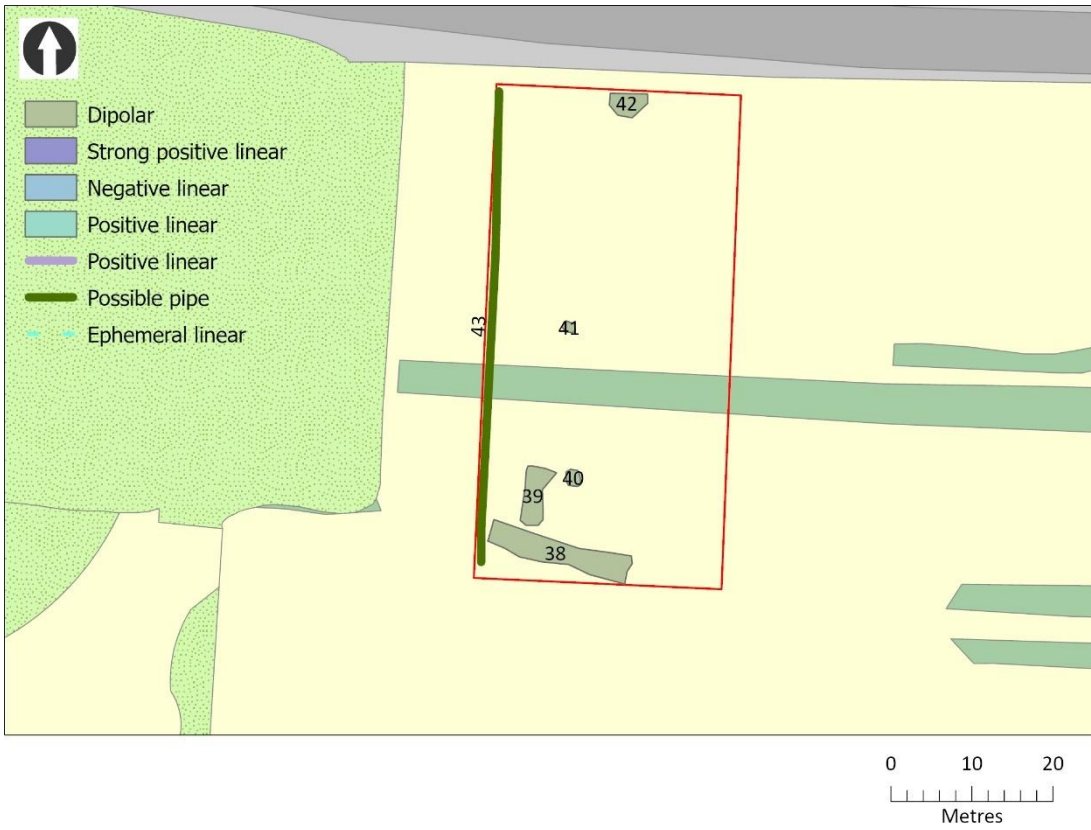 Dipolar
Strong positive linear
Negative linear
Positive linear
Positive linear
Possible pipe
Ephemeral linear
42
43
41
39
40
38
0 10 20
Metres